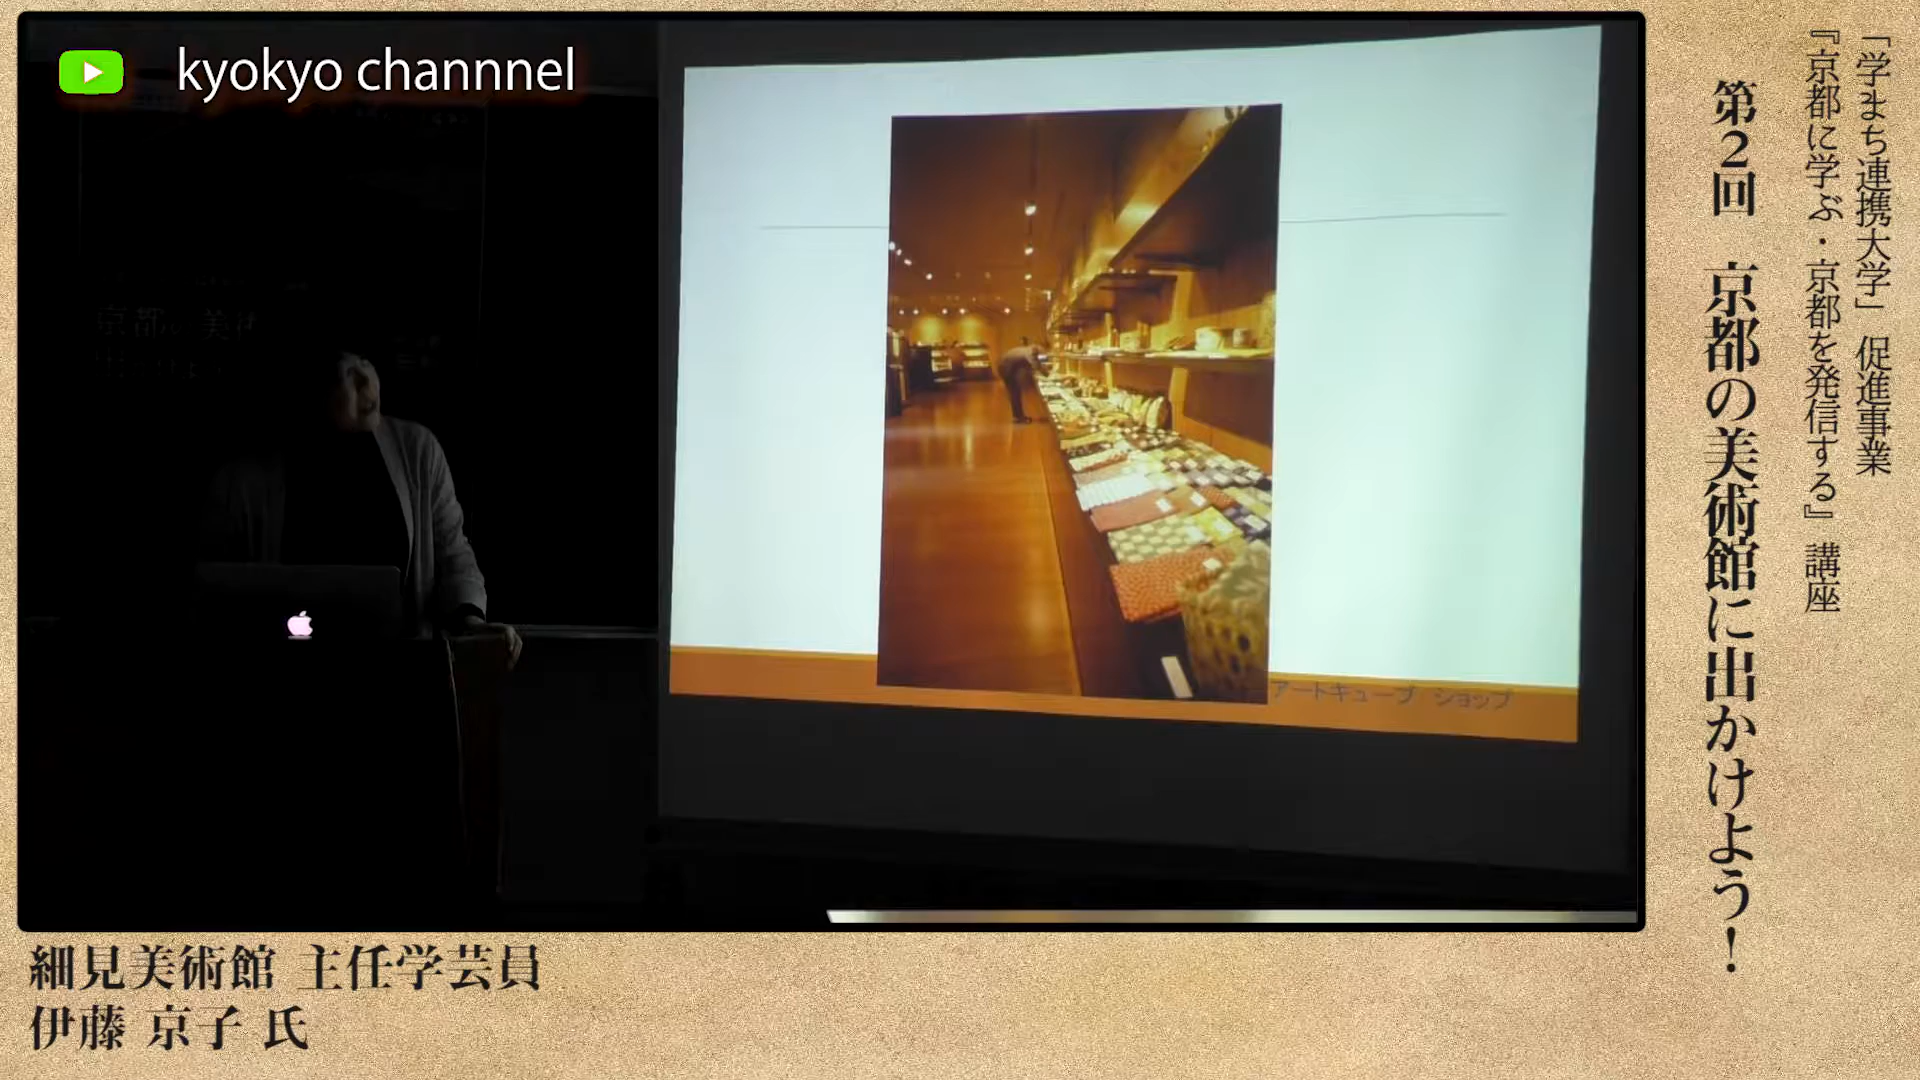 kyokyo channnel
「学まち連携大学」促進事業
『京都に学ぶ・京都を発信する』講座
第2回 京都の美術館に出かけよう！
アートキューブ ショップ
細見美術館 主任学芸員
伊藤 京子 氏